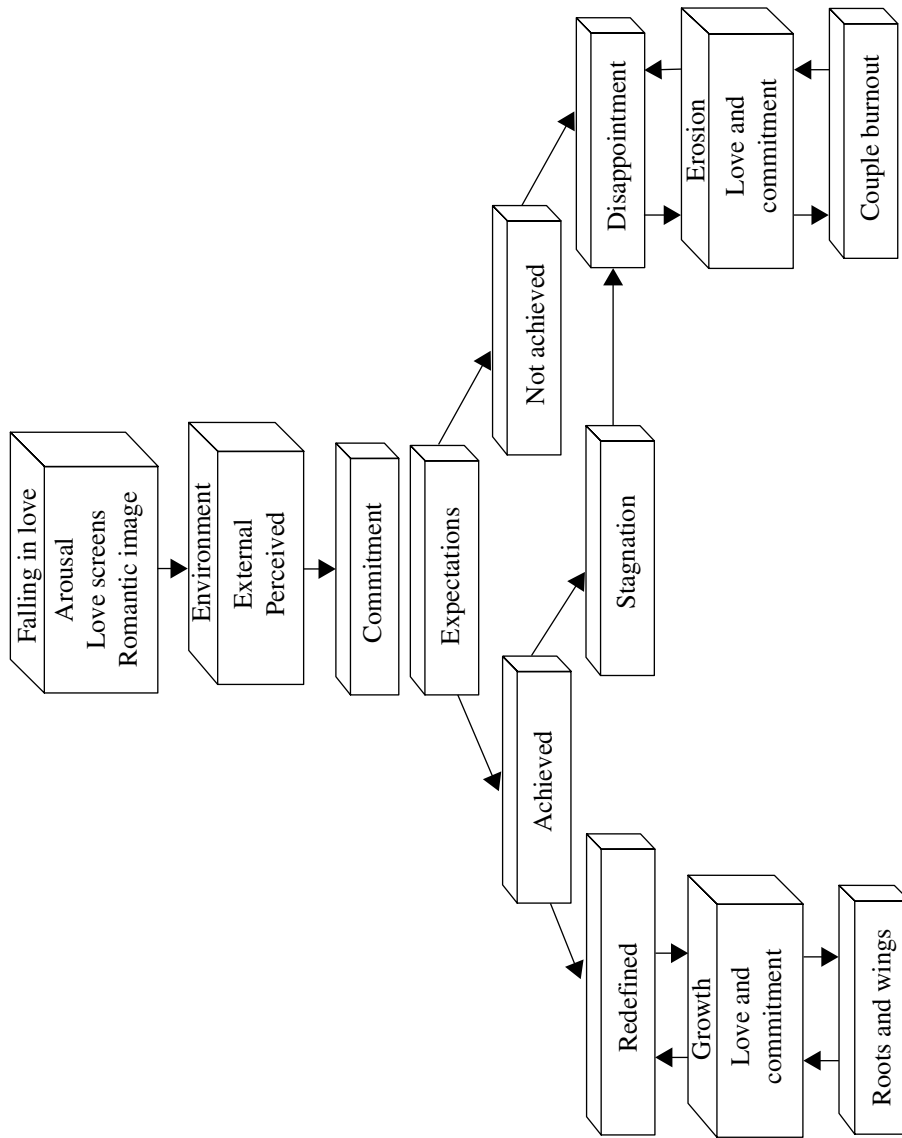 Falling in love
Arousal
Love screens
Romantic image
Environment
External
Perceived
Commitment
Expectations
Achieved
Not achieved
Redefined
Stagnation
Disappointment
Growth
Love and
commitment
Erosion
Love and
commitment
Roots and wings
Couple burnout